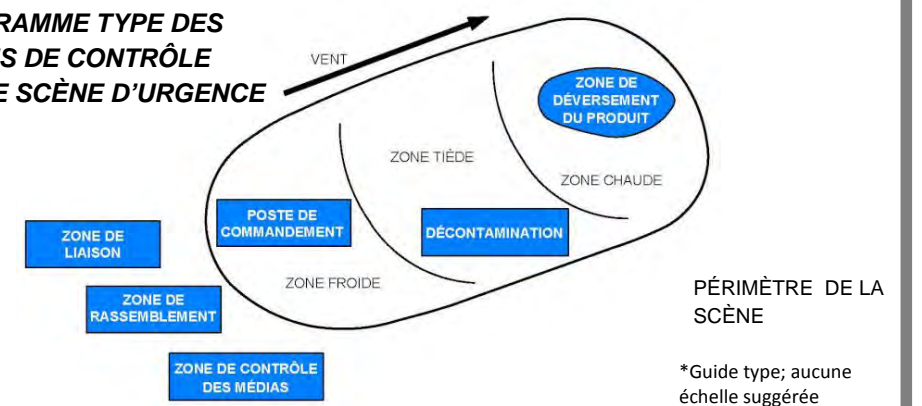 RAMME TYPE DES
S DE CONTRÔLE
E SCÈNE D'URGENCE
VENT
ZONE DE
DÉVERSEMENT
DU PRODUIT
ZONE TIÈDE
ZONE CHAUDE
POSTE DE
COMMANDEMENT
DÉCONTAMINATION
ZONE DE
LIAISON
ZONE FROIDE
ZONE DE
RASSEMBLEMENT
PÉRIMÈTRE DE LA
SCÈNE
ZONE DE CONTRÔLE
DES MÉDIAS
*Guide type; aucune
échelle suggérée